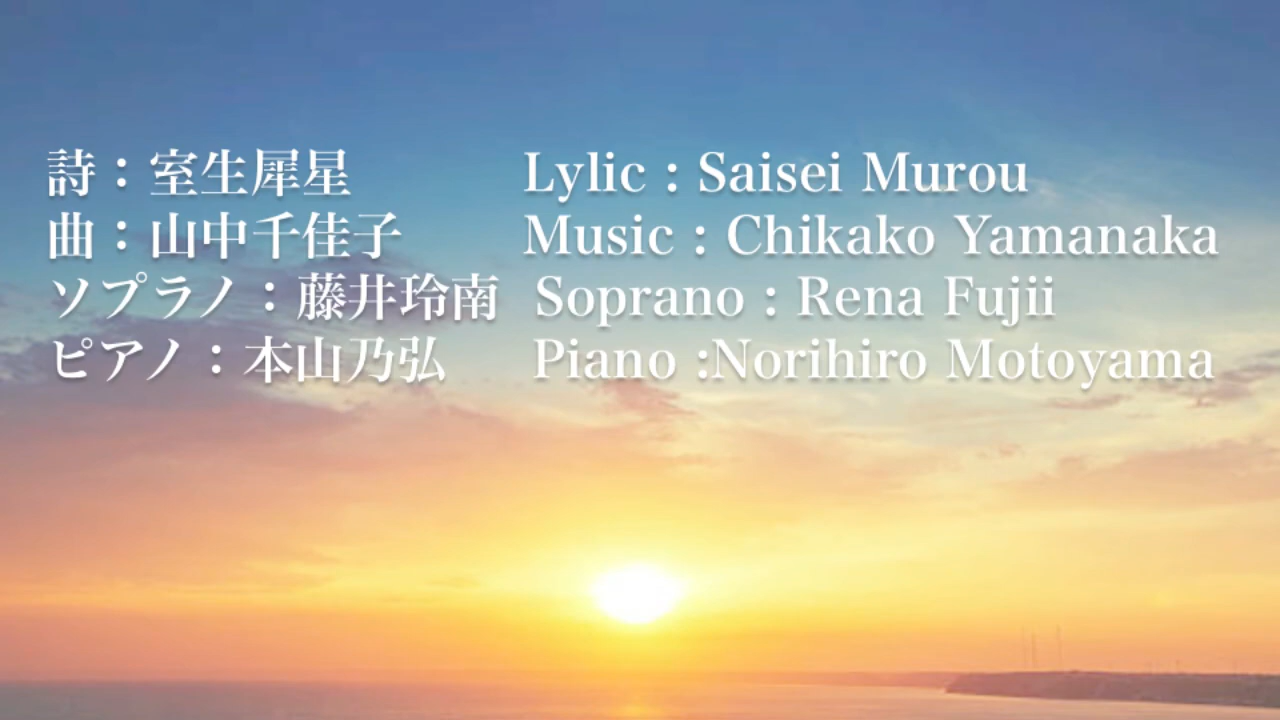 詩：室生犀星 Lylic : Saisei Murou
曲：山中千佳子 Music : Chikako Yamanaka
ソプラノ：藤井玲南 Soprano : Rena Fujii
ピアノ：本山乃弘 Piano :Norihiro Motoyama